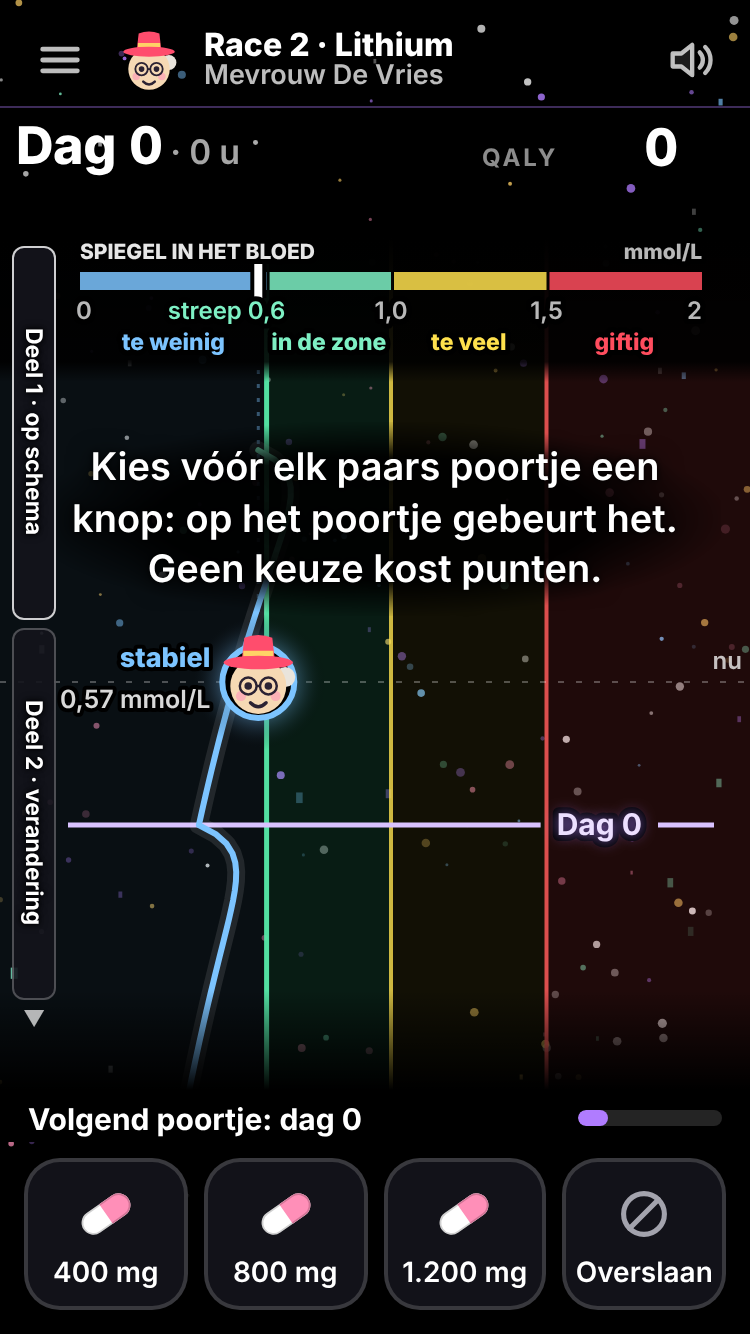 Race 2 · Lithium
Mevrouw De Vries
Dag 0 · 0 u
QALY 0
SPIEGEL IN HET BLOED mmol/L
0 streep 0,6 1,0 1,5 2
te weinig in de zone te veel giftig
Deel 1 · op schema
Kies vóór elk paars poortje een
knop: op het poortje gebeurt het.
Geen keuze kost punten.
stabiel
nu
0,57 mmol/L
Deel 2 · verandering
Dag 0
Volgend poortje: dag 0
400 mg 800 mg 1.200 mg Overslaan